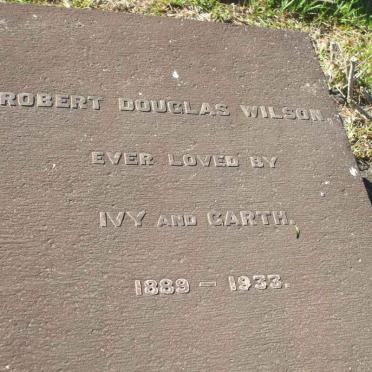 ROBERT DOUGLAS WILSON.
EVER LOVED BY
IVY AND GARTH.
1889 – 1933.